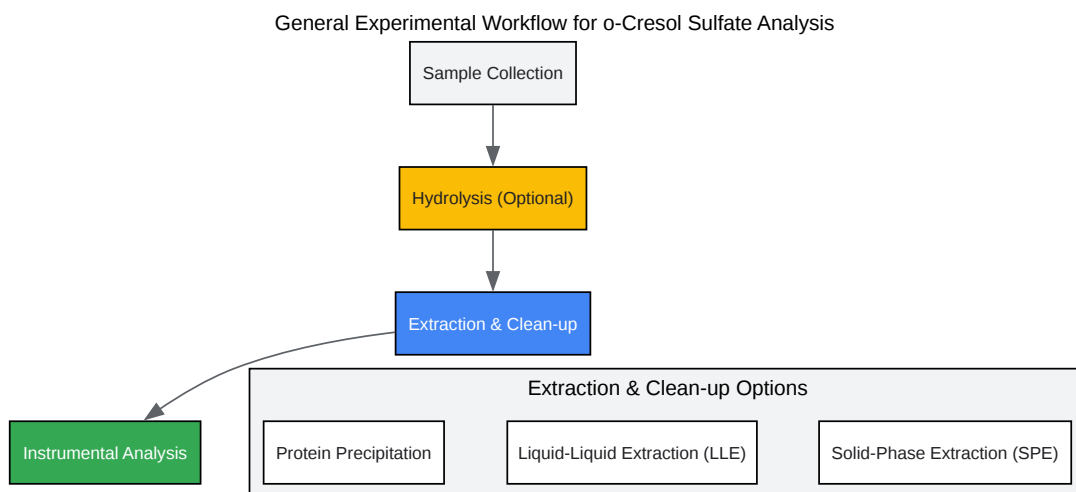 General Experimental Workflow for o-Cresol Sulfate Analysis
Sample Collection
Hydrolysis (Optional)
Extraction & Clean-up
Extraction & Clean-up Options
Instrumental Analysis
Protein Precipitation
Liquid-Liquid Extraction (LLE)
Solid-Phase Extraction (SPE)